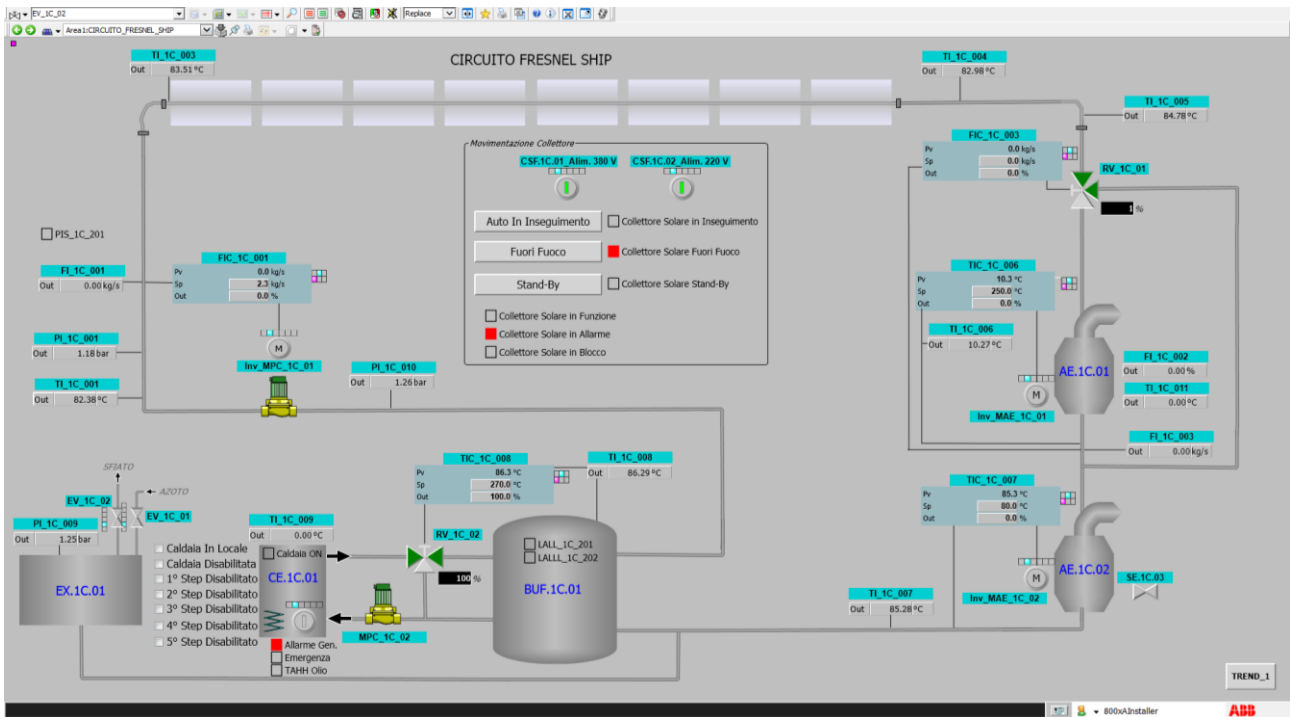 EV_1C_02
Replace
Area1:CIRCUITO_FRESNEL_SHIP
CIRCUITO FRESNEL SHIP
TI_1C_003
Out 83.51 °C
TI_1C_004
Out 82.98 °C
TI_1C_005
Out 84.78 °C
FIC_1C_003
Pv 0.0 kg/s
Sp 0.0 kg/s
Out 0.0 %
RV_1C_01
1 %
Movimentazione Collettore
CSF.1C.01_Alim. 380 V
CSF.1C.02_Alim. 220 V
Auto In Inseguimento
Collettore Solare in Inseguimento
Fuori Fuoco
Collettore Solare Fuori Fuoco
Stand-By
Collettore Solare Stand-By
Collettore Solare in Funzione
Collettore Solare in Allarme
Collettore Solare in Blocco
PIS_1C_201
FI_1C_001
Out 0.00 kg/s
FIC_1C_001
Pv 0.0 kg/s
Sp 2.3 kg/s
Out 0.0 %
M
Inv_MPC_1C_01
PI_1C_001
Out 1.18 bar
TI_1C_001
Out 82.38 °C
PI_1C_010
Out 1.26 bar
TIC_1C_006
Pv 10.3 °C
Sp 250.0 °C
Out 0.0 %
TI_1C_006
Out 10.27 °C
M
Inv_MAE_1C_01
AE.1C.01
FI_1C_002
Out 0.00 %
TI_1C_011
Out 0.00 °C
FI_1C_003
Out 0.00 kg/s
SFIATO
AZOTO
EV_1C_02
EV_1C_01
PI_1C_009
Out 1.25 bar
EX.1C.01
TI_1C_009
Out 0.00 °C
Caldaia In Locale
Caldaia Disabilitata
1° Step Disabilitato
2° Step Disabilitato
3° Step Disabilitato
4° Step Disabilitato
5° Step Disabilitato
Caldaia ON
CE.1C.01
Allarme Gen.
Emergenza
TAHH Olio
TIC_1C_008
Pv 86.3 °C
Sp 270.0 °C
Out 100.0 %
TI_1C_008
Out 86.29 °C
RV_1C_02
100 %
MPC_1C_02
LALL_1C_201
LALLL_1C_202
BUF.1C.01
TIC_1C_007
Pv 85.3 °C
Sp 80.0 °C
Out 0.0 %
M
Inv_MAE_1C_02
AE.1C.02
SE.1C.03
TI_1C_007
Out 85.28 °C
TREND_1
800xAInstaller
ABB